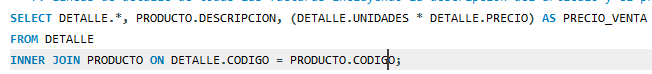 SELECT DETALLE.*, PRODUCTO.DESCRIPCION, (DETALLE.UNIDADES * DETALLE.PRECIO) AS PRECIO_VENTA
FROM DETALLE
INNER JOIN PRODUCTO ON DETALLE.CODIGO = PRODUCTO.CODIGO;